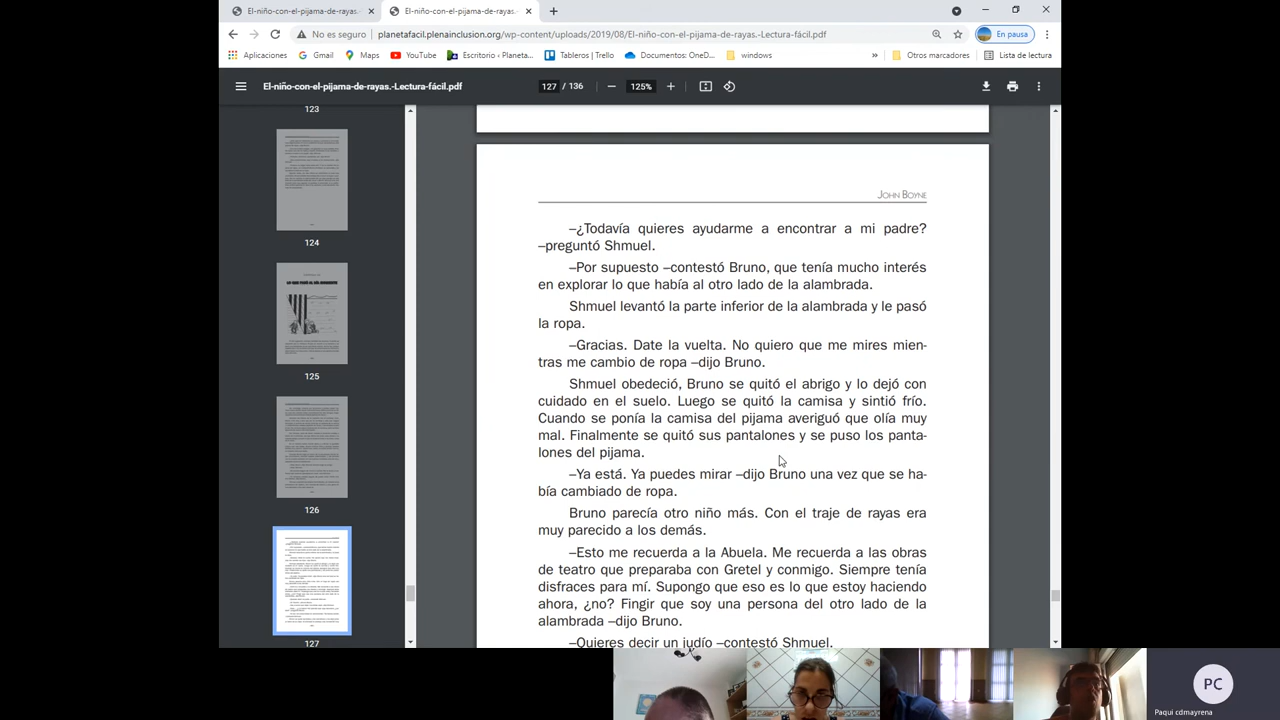 El-niño-con-el-pijama-de-rayas.-
El-niño-con-el-pijama-de-rayas.-
No es seguro
planetafacil.plenainclusion.org/wp-content/uploads/2019/08/El-niño-con-el-pijama-de-rayas.-Lectura-fácil.pdf
En pausa
Aplicaciones
Gmail
Maps
YouTube
Escritorio ‹ Planeta...
Tableros | Trello
Documentos: OneD...
windows
»
Otros marcadores
Lista de lectura
El-niño-con-el-pijama-de-rayas.-Lectura-fácil.pdf
127 / 136
125%
123
124
125
126
127
John Boyne
–¿Todavía quieres ayudarme a encontrar a mi padre?
–preguntó Shmuel.
–Por supuesto –contestó Bruno, que tenía mucho interés
en explorar lo que había al otro lado de la alambrada.
Shmuel levantó la parte inferior de la alambrada y le pasó
la ropa.
–Gracias. Date la vuelta. No quiero que me mires mien-
tras me cambio de ropa –dijo Bruno.
Shmuel obedeció, Bruno se quitó el abrigo y lo dejó con
cuidado en el suelo. Luego se quitó la camisa y sintió frío.
Cuando se ponía la camisa del pijama averiguó que olía muy
mal. Finalmente se quitó sus pantalones y se puso los panta-
lones del pijama.
–Ya está. Ya puedes mirar –dijo Bruno una vez que se ha-
bía cambiado de ropa.
Bruno parecía otro niño más. Con el traje de rayas era
muy parecido a los demás.
–Esto me recuerda a la abuela. Me recuerda a las obras
de teatro que preparaba con Gretel y conmigo. Siempre tenía
disfraces para mí. Supongo que eso es lo que estoy haciendo
ahora, ¿no? Fingir que soy una persona del otro lado de la
alambrada –dijo Bruno.
–Quieres decir un judío –contestó Shmuel.
PC
Paqui cdmayrena